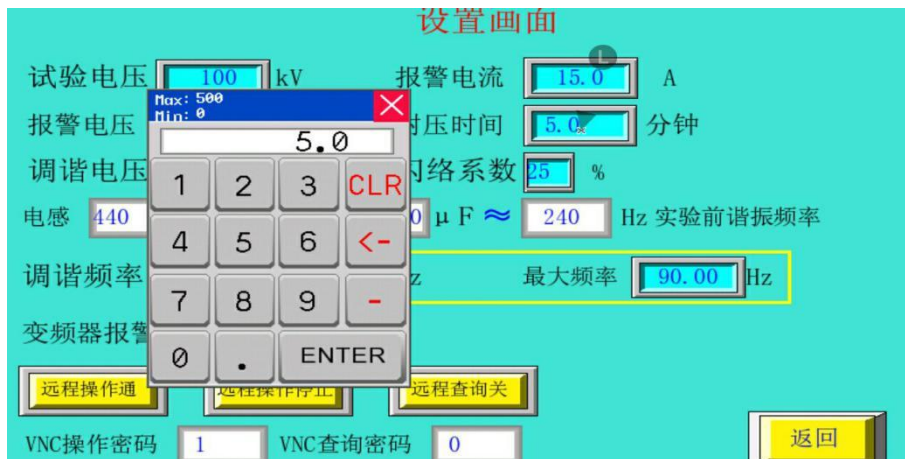 设置画面
试验电压 100 kV 报警电流 15.0 A
报警电压 耐压时间 5.0 分钟
Max: 500
Min: 0
5.0
1 2 3 CLR
4 5 6 <-
7 8 9 -
0 . ENTER
调谐电压 闪络系数 25 %
电感 440 0 μF ≈ 240 Hz 实验前谐振频率
调谐频率 z 最大频率 90.00 Hz
变频器报警
远程操作通 远程操作停止 远程查询关
VNC操作密码 1 VNC查询密码 0
返回